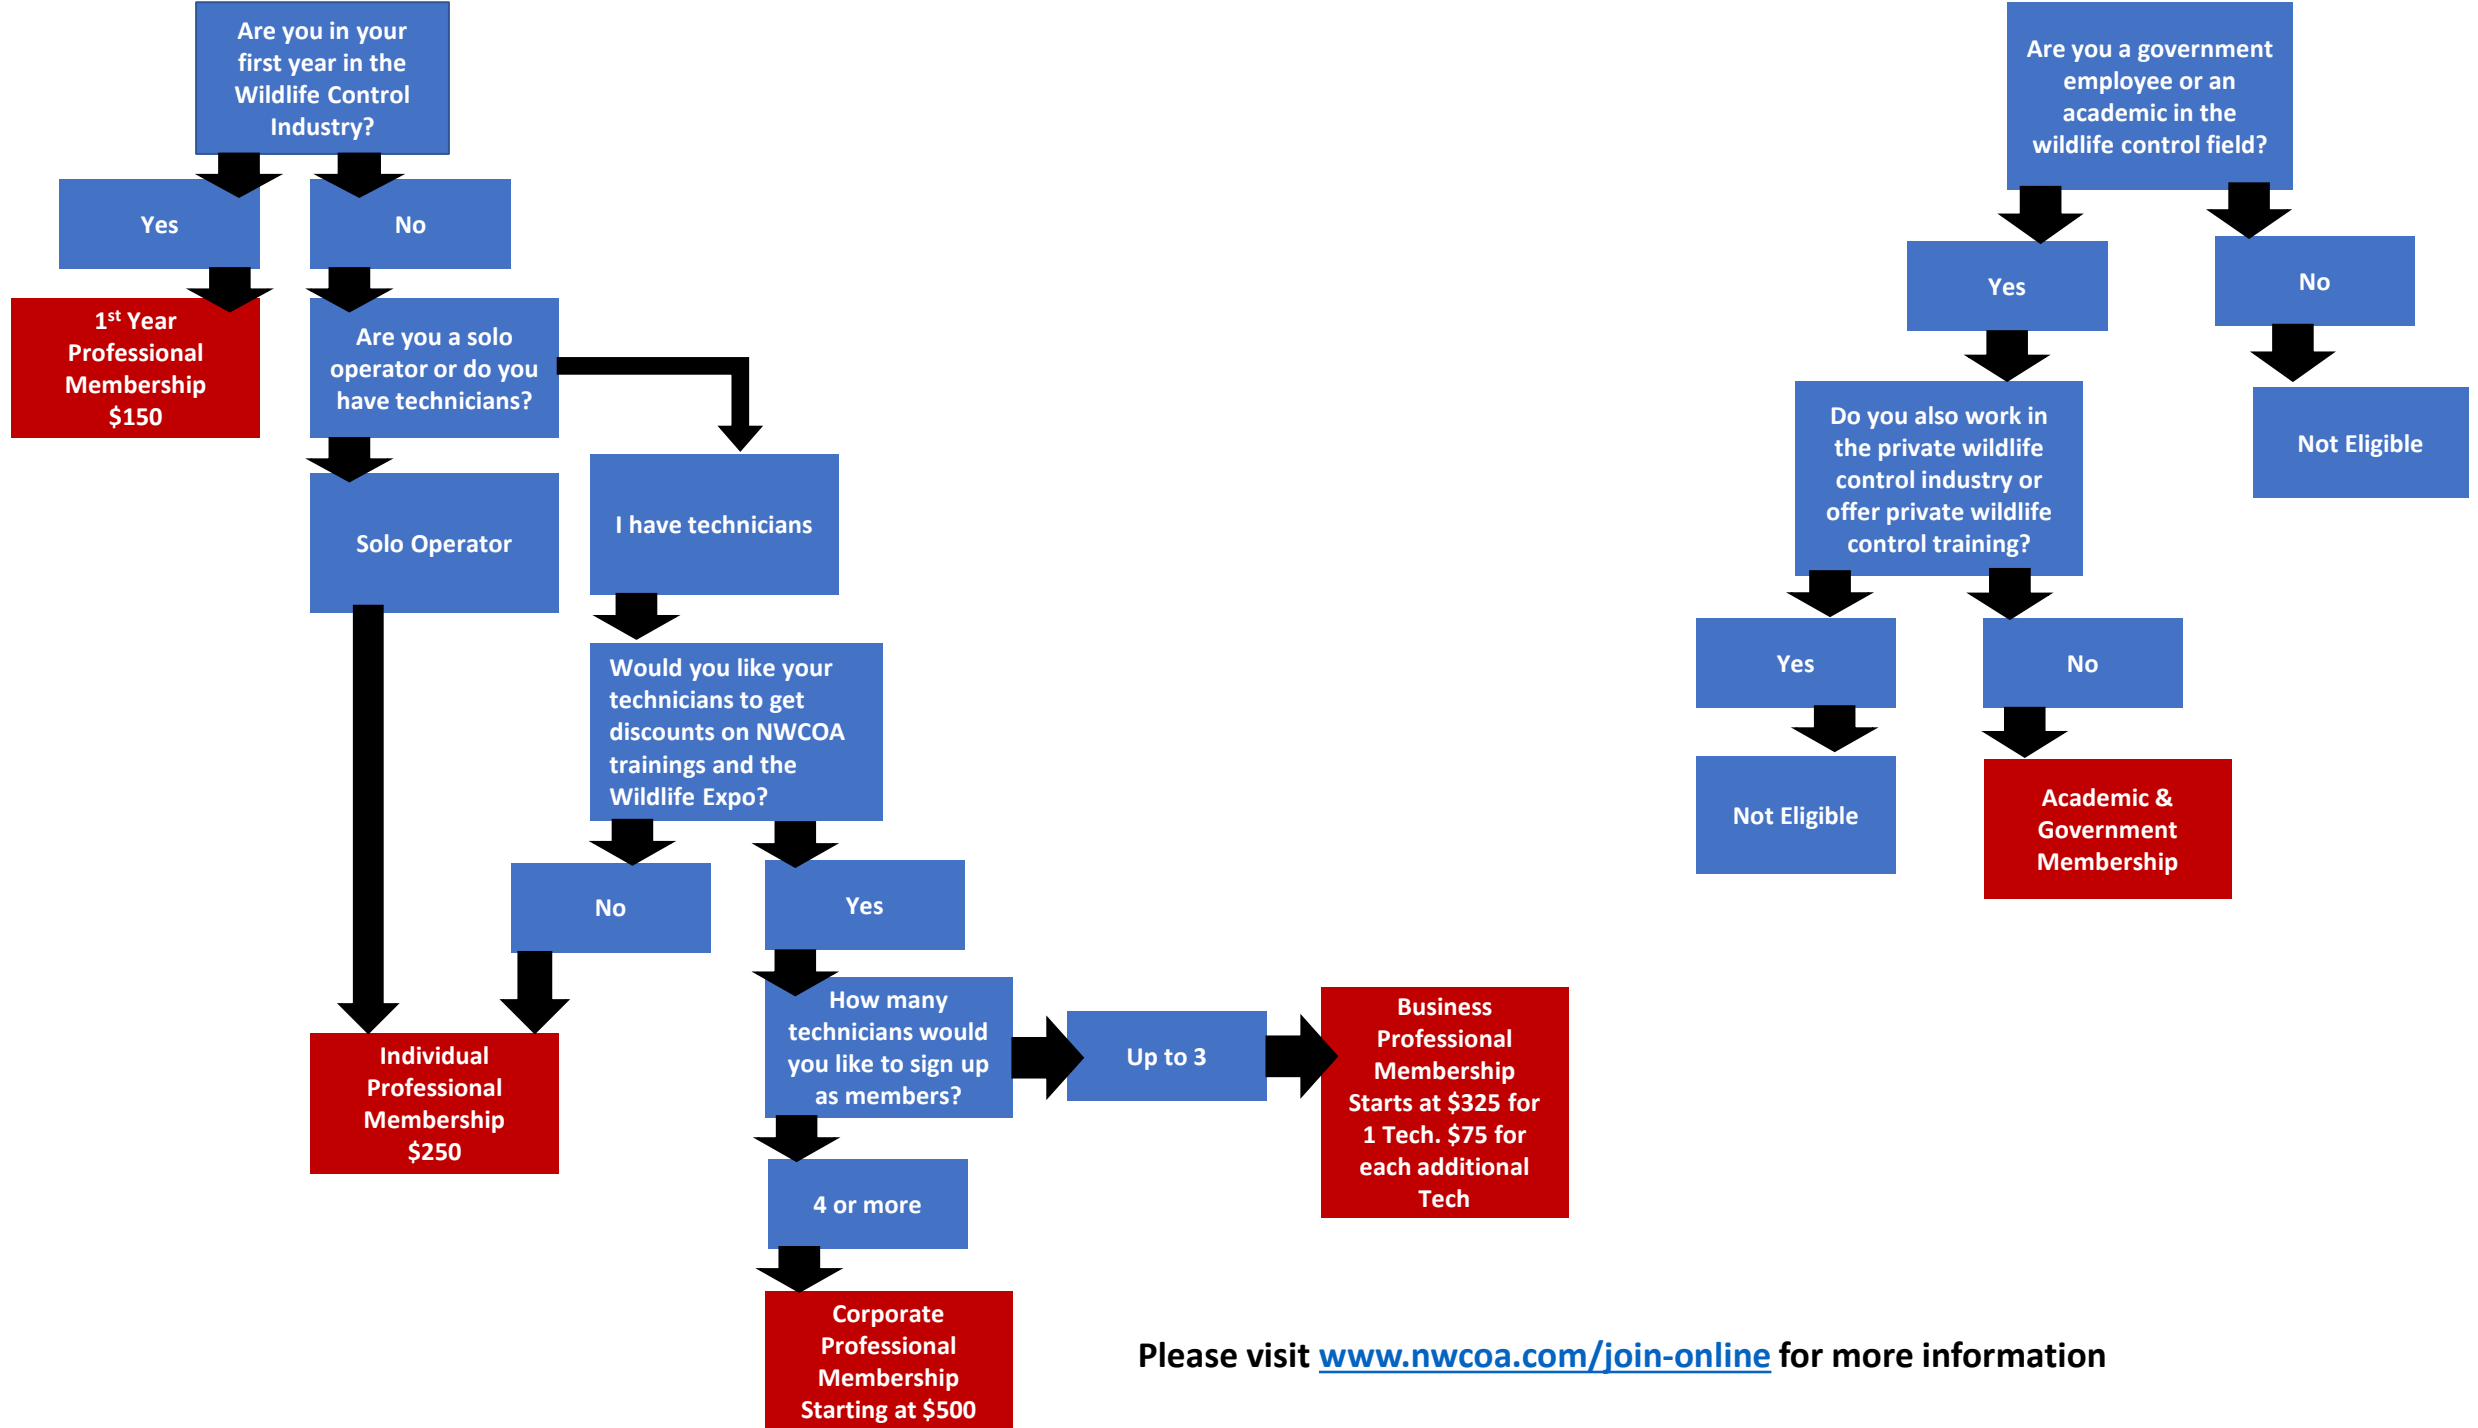 Are you in your
first year in the
Wildlife Control
Industry?
Yes
No
1st Year
Professional
Membership
$150
Are you a solo
operator or do you
have technicians?
Solo Operator
I have technicians
Would you like your
technicians to get
discounts on NWCOA
trainings and the
Wildlife Expo?
No
Yes
How many
technicians would
you like to sign up
as members?
Up to 3
Business
Professional
Membership
Starts at $325 for
1 Tech. $75 for
each additional
Tech
Individual
Professional
Membership
$250
4 or more
Corporate
Professional
Membership
Starting at $500
Are you a government
employee or an
academic in the
wildlife control field?
Yes
No
Not Eligible
Do you also work in
the private wildlife
control industry or
offer private wildlife
control training?
Yes
No
Not Eligible
Academic &
Government
Membership
Please visit www.nwcoa.com/join-online for more information